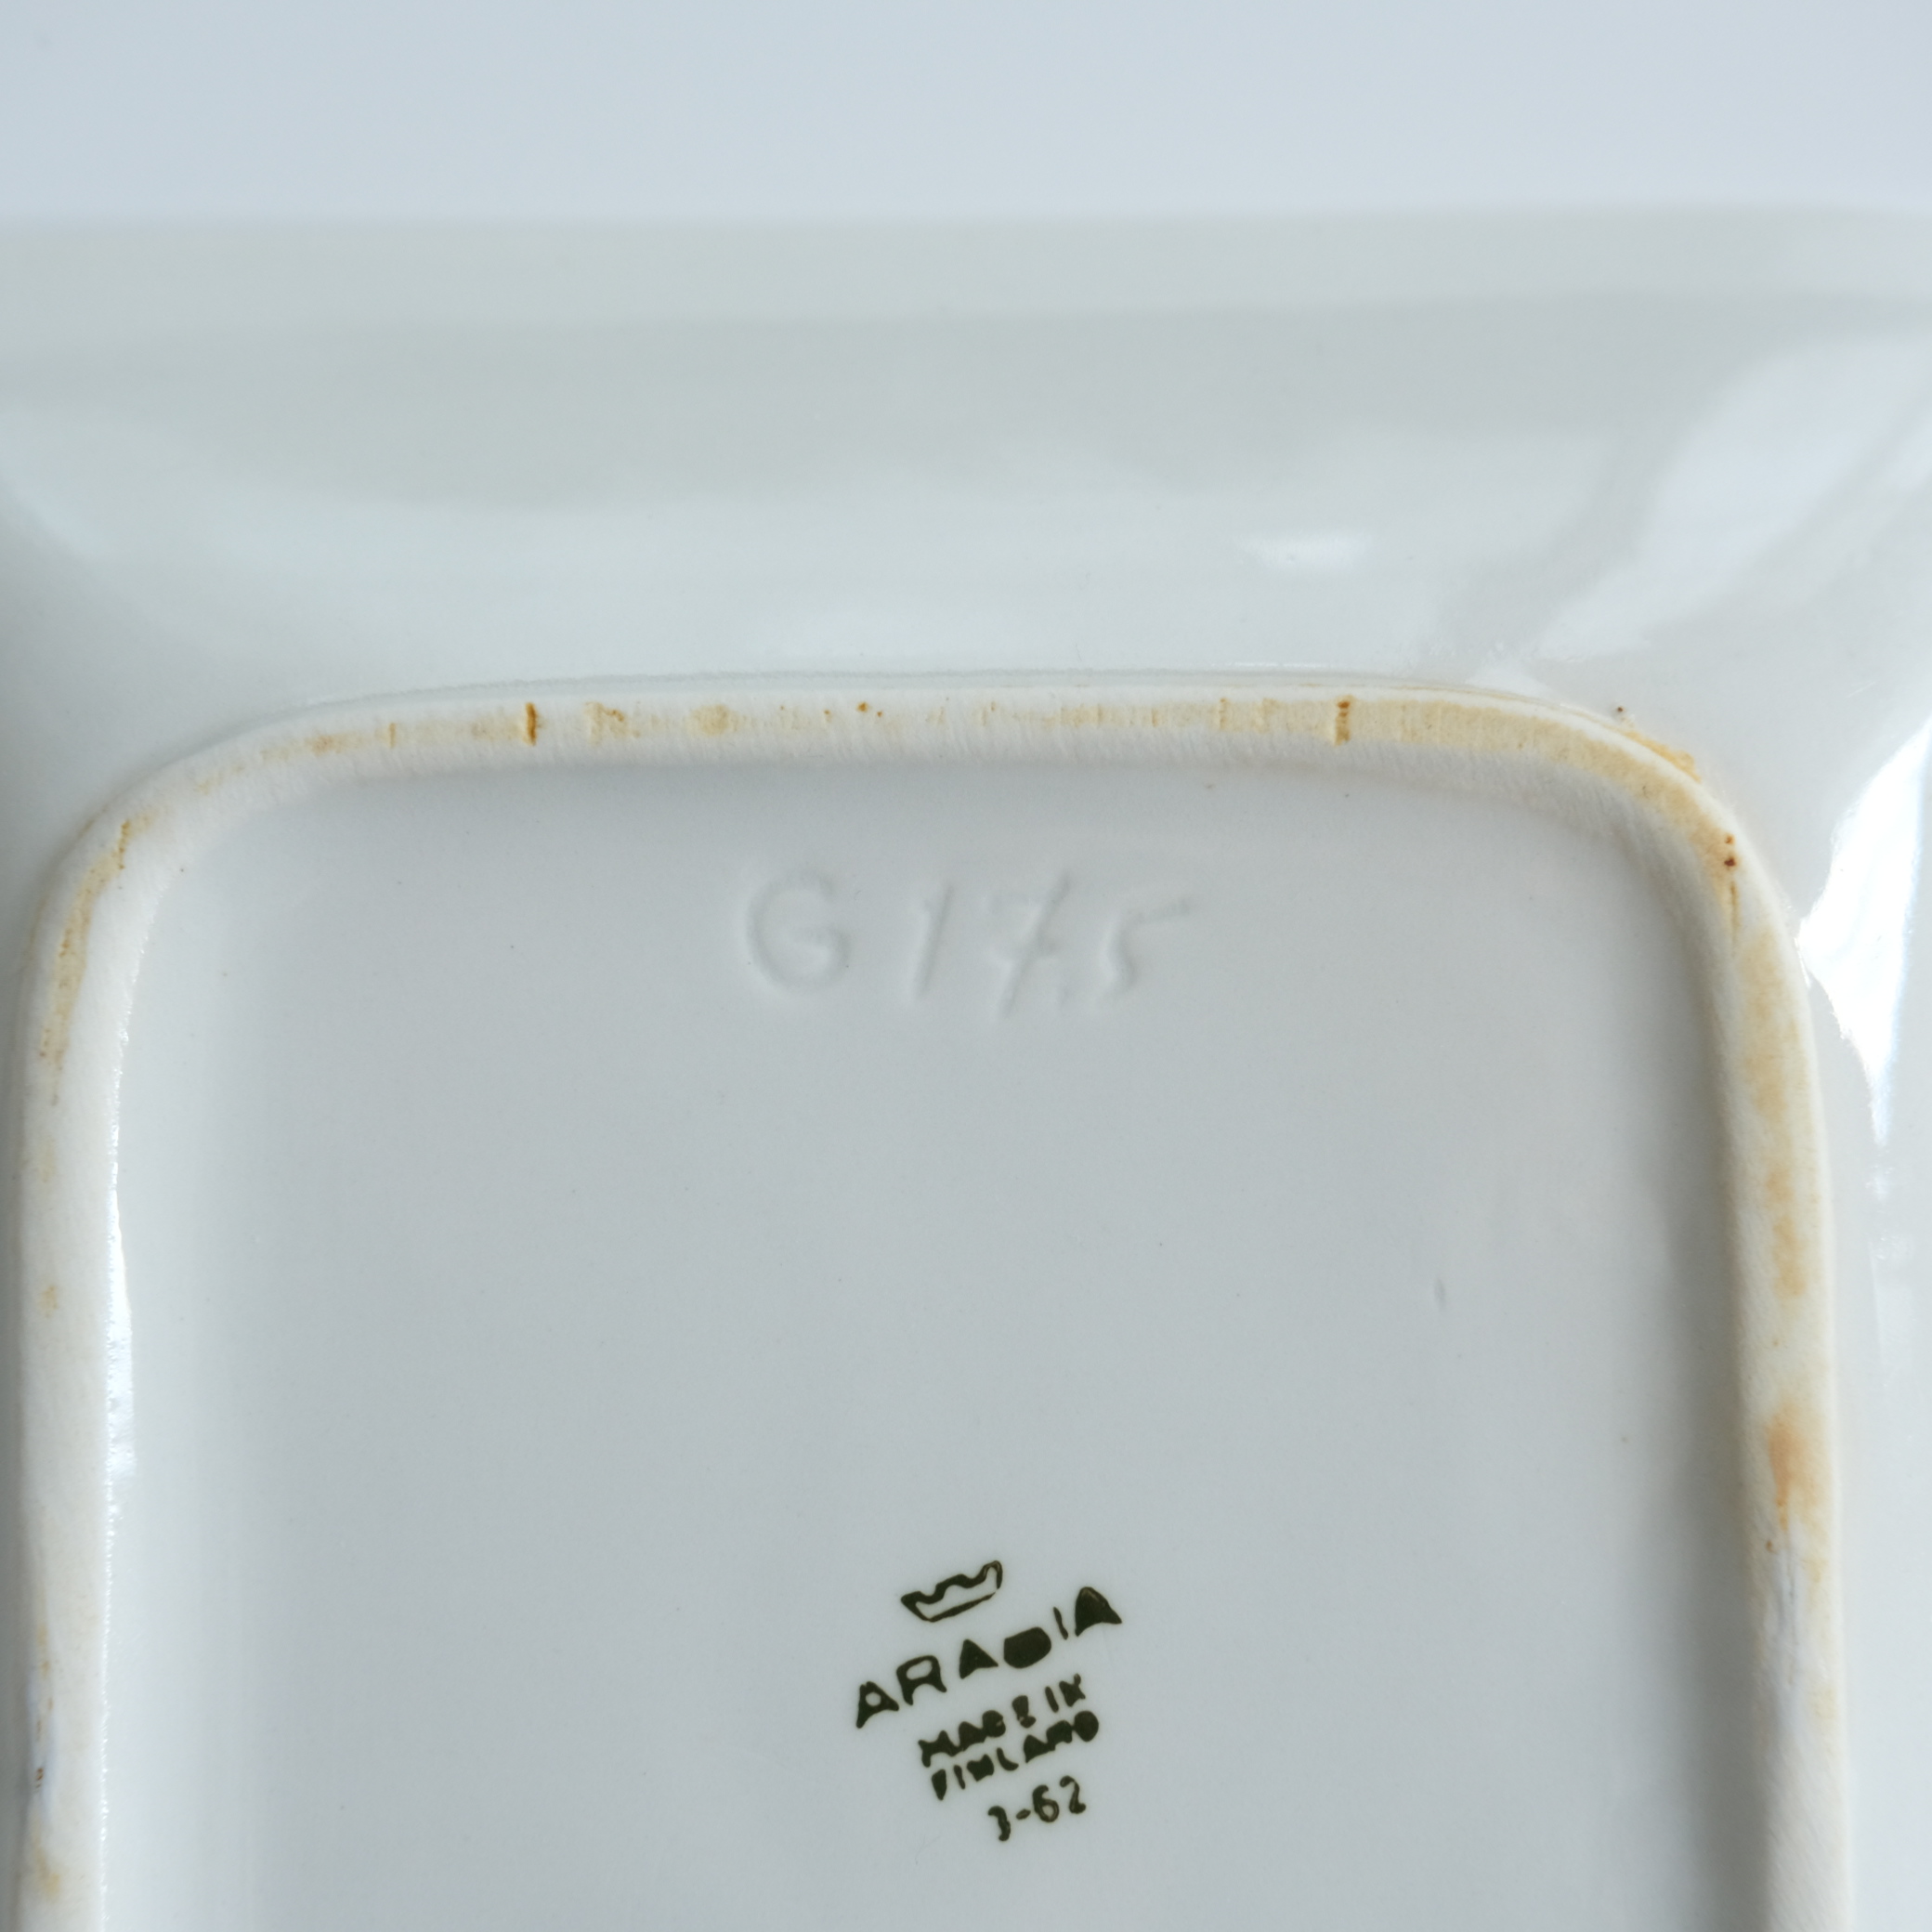 G 175
ARABIA
MADE IN
FINLAND
3-62